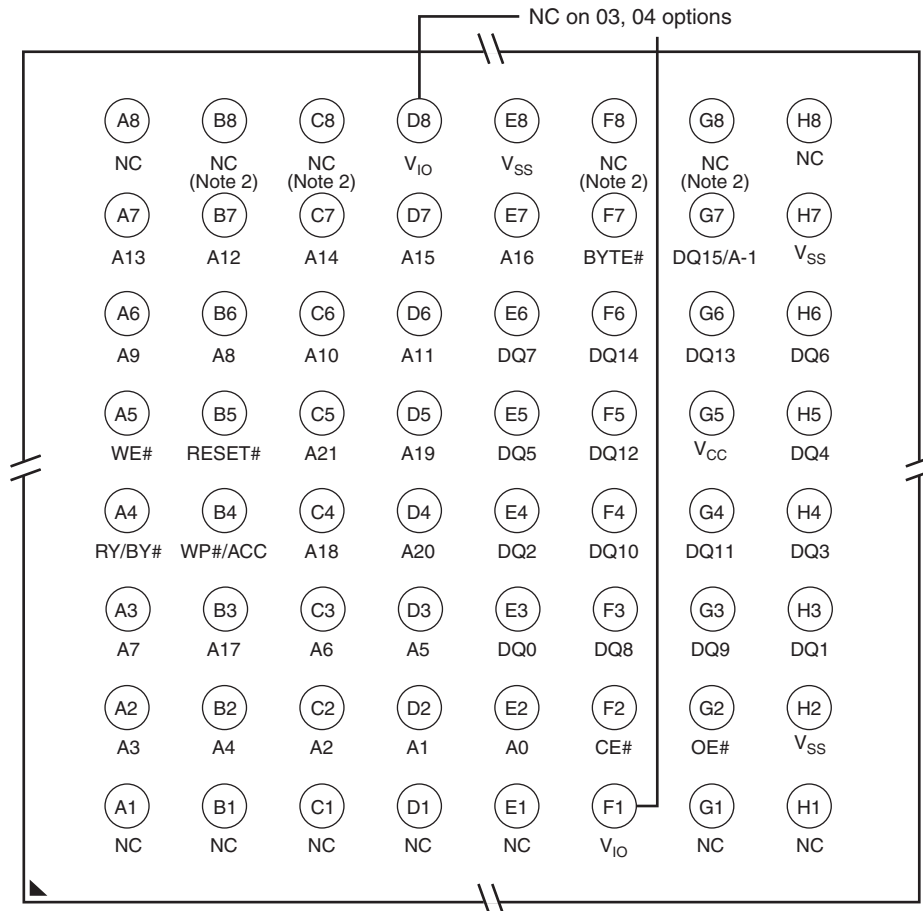 NC on 03, 04 options
A8 B8 C8 D8 E8 F8 G8 H8
NC NC NC V_IO V_SS NC NC NC
(Note 2) (Note 2) (Note 2) (Note 2)
A7 B7 C7 D7 E7 F7 G7 H7
A13 A12 A14 A15 A16 BYTE# DQ15/A-1 V_SS
A6 B6 C6 D6 E6 F6 G6 H6
A9 A8 A10 A11 DQ7 DQ14 DQ13 DQ6
A5 B5 C5 D5 E5 F5 G5 H5
WE# RESET# A21 A19 DQ5 DQ12 V_CC DQ4
A4 B4 C4 D4 E4 F4 G4 H4
RY/BY# WP#/ACC A18 A20 DQ2 DQ10 DQ11 DQ3
A3 B3 C3 D3 E3 F3 G3 H3
A7 A17 A6 A5 DQ0 DQ8 DQ9 DQ1
A2 B2 C2 D2 E2 F2 G2 H2
A3 A4 A2 A1 A0 CE# OE# V_SS
A1 B1 C1 D1 E1 F1 G1 H1
NC NC NC NC NC V_IO NC NC